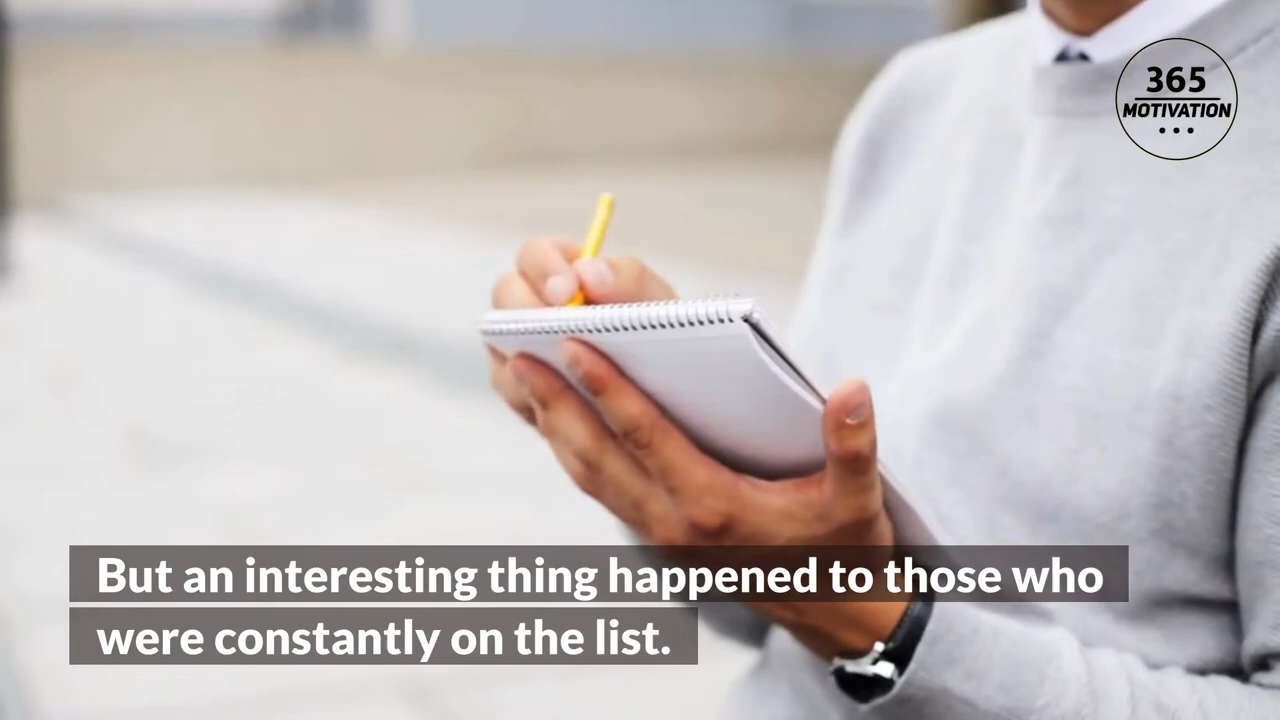 365
MOTIVATION
But an interesting thing happened to those who
were constantly on the list.